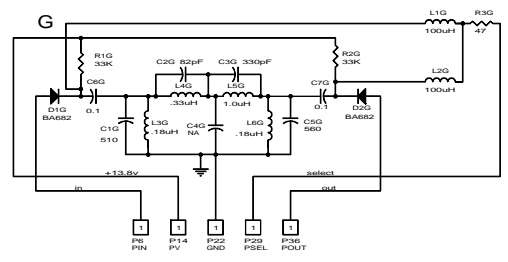 G
L1G
100uH
R3G
47
R1G
33K
C2G 82pF
C3G 330pF
R2G
33K
L4G
.33uH
L5G
1.0uH
L2G
100uH
C6G
0.1
C7G
0.1
D1G
BA682
D2G
BA682
C1G
510
L3G
.18uH
C4G
NA
L6G
.18uH
C5G
560
+13.8v
select
in
out
1
1
1
1
1
P6
PIN
P14
PV
P22
GND
P29
PSEL
P36
POUT